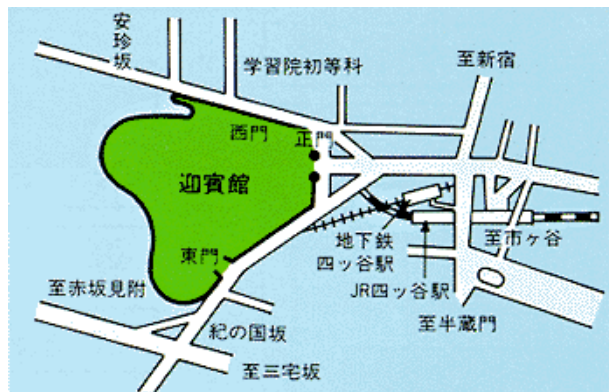 安珍坂
学習院初等科
至新宿
西門
正門
迎賓館
地下鉄
四ッ谷駅
至市ヶ谷
東門
JR四ッ谷駅
至赤坂見附
紀の国坂
至半蔵門
至三宅坂